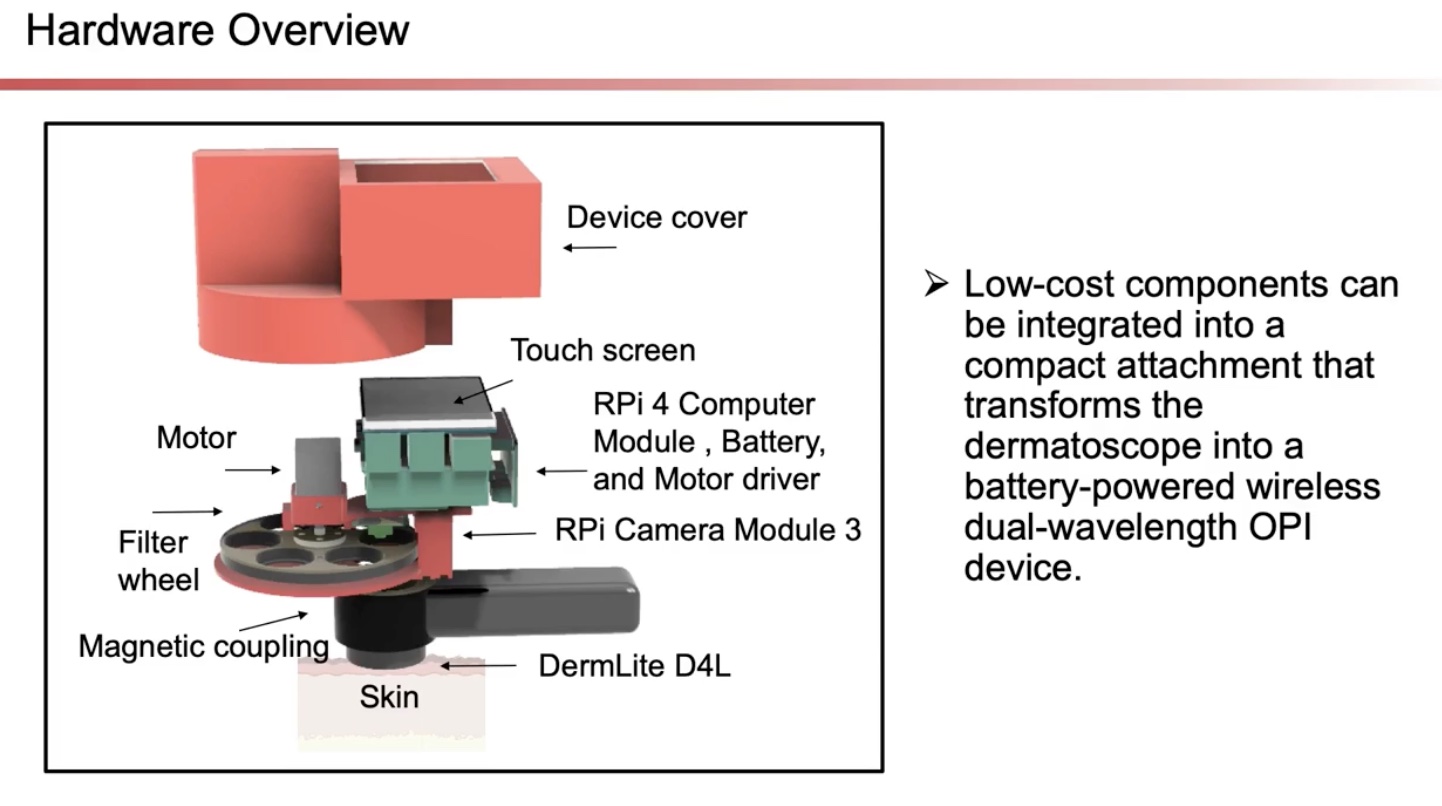 Hardware Overview
Device cover
Touch screen
RPi 4 Computer
Module , Battery,
and Motor driver
Motor
RPi Camera Module 3
Filter
wheel
Magnetic coupling
DermLite D4L
Skin
➢ Low-cost components can
be integrated into a
compact attachment that
transforms the
dermatoscope into a
battery-powered wireless
dual-wavelength OPI
device.